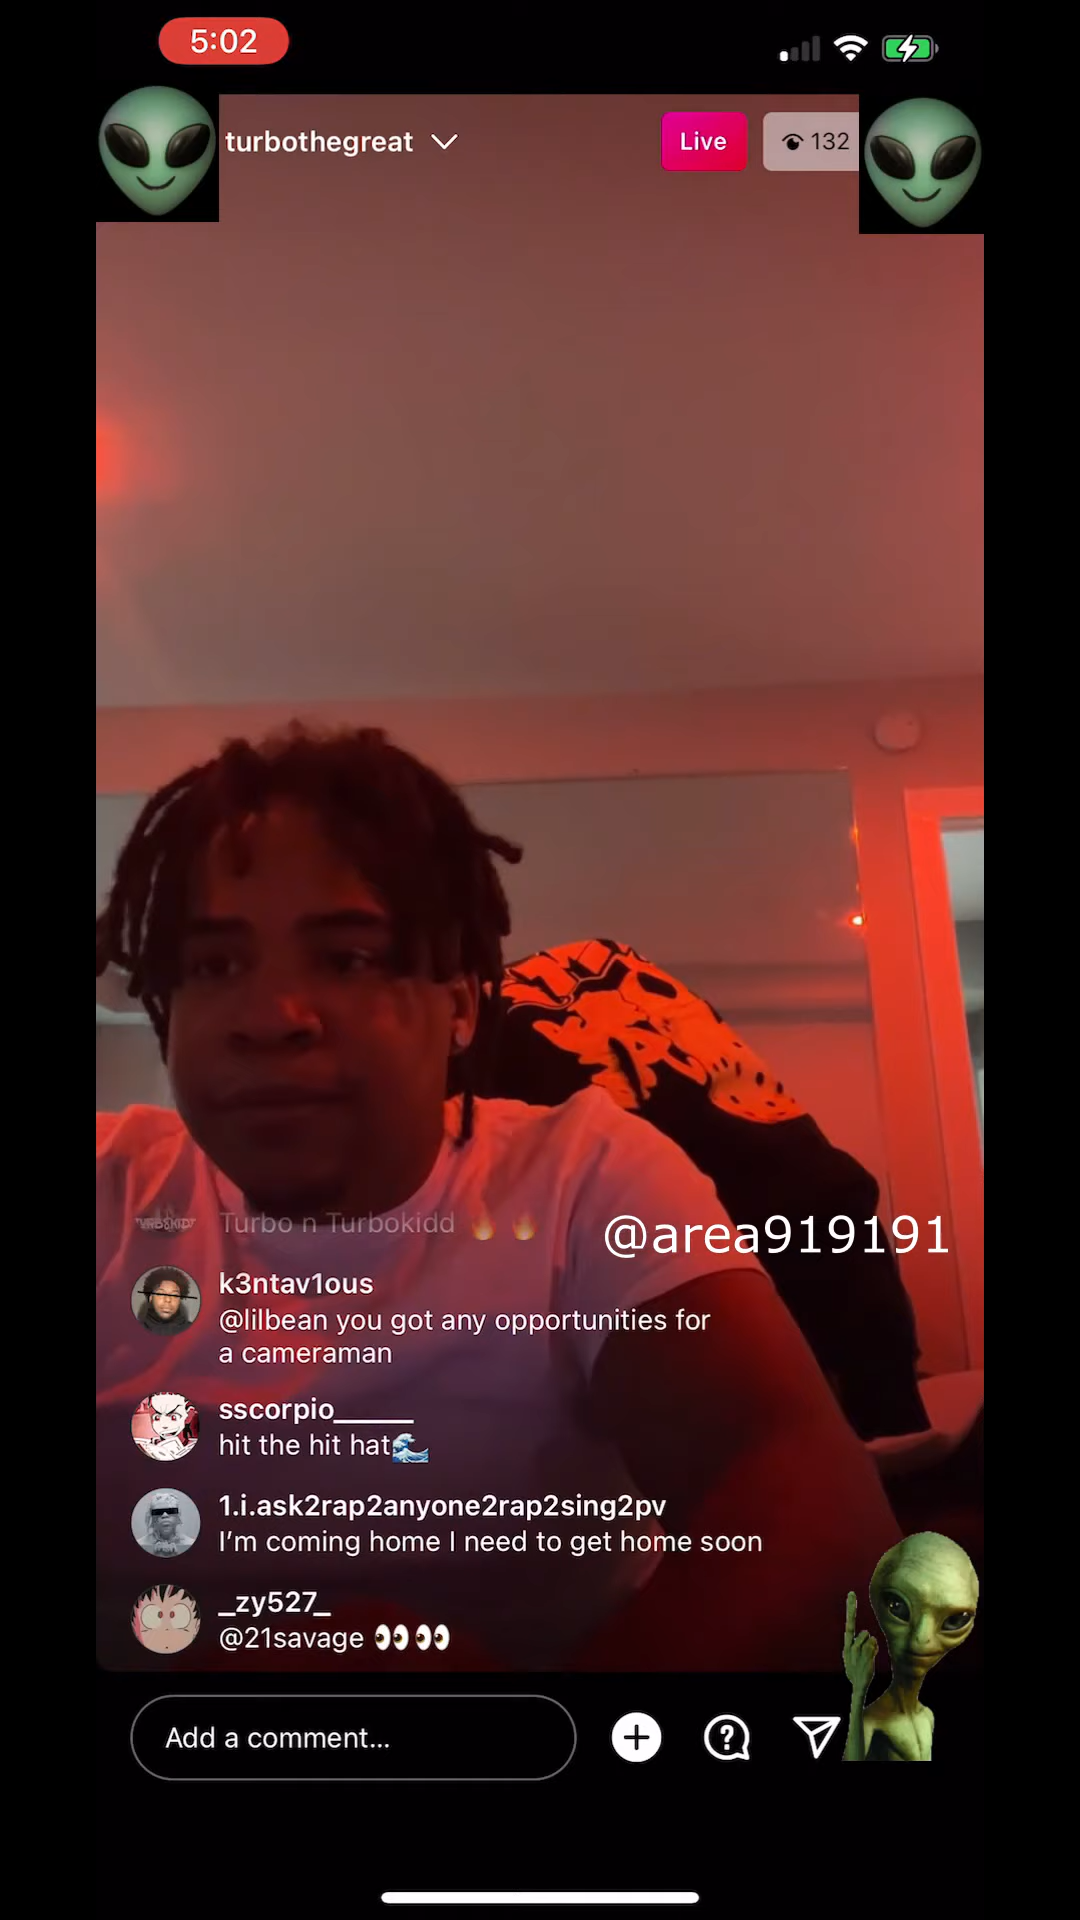 5:02
turbothegreat
Live
132
Turbo n Turbokidd 🔥 🔥
@area919191
k3ntav1ous
@lilbean you got any opportunities for
a cameraman
sscorpio_____
hit the hit hat🌊
1.i.ask2rap2anyone2rap2sing2pv
I’m coming home I need to get home soon
_zy527_
@21savage 👀👀
Add a comment...